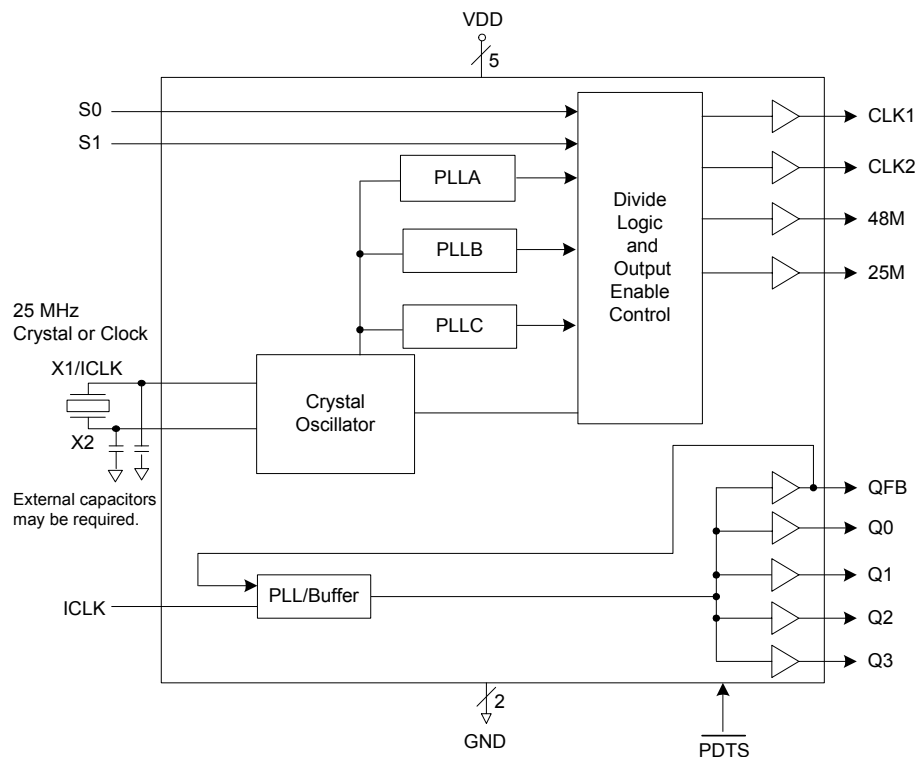 VDD
5
S0
S1
CLK1
CLK2
48M
25M
PLLA
PLLB
PLLC
Divide
Logic
and
Output
Enable
Control
25 MHz
Crystal or Clock
X1/ICLK
X2
External capacitors
may be required.
Crystal
Oscillator
QFB
Q0
Q1
Q2
Q3
ICLK
PLL/Buffer
2
GND
PDTS